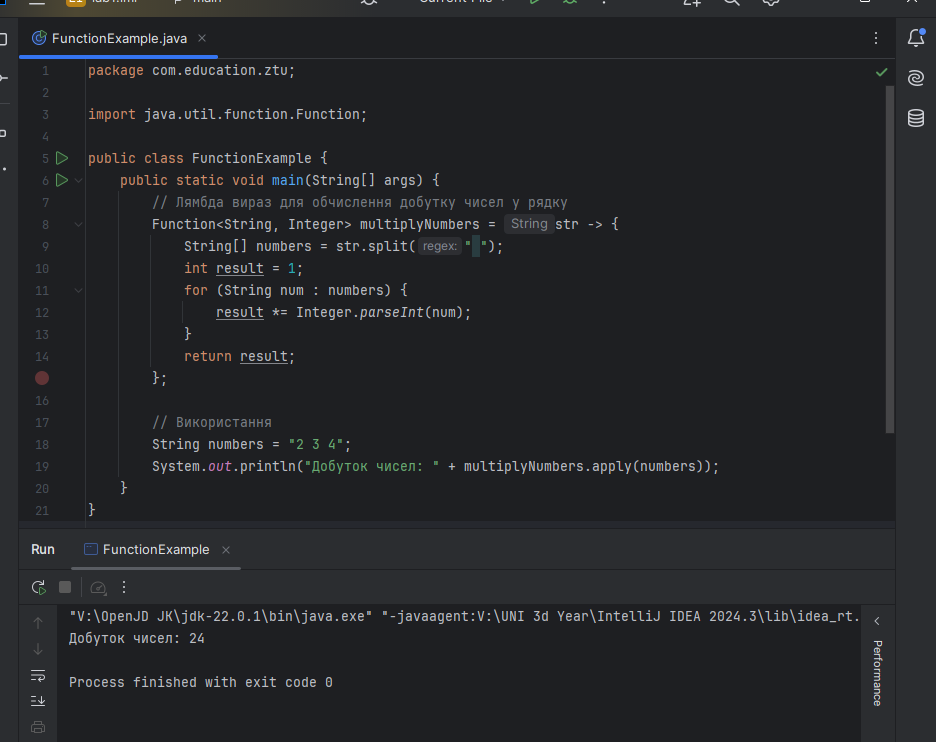 FunctionExample.java
1 package com.education.ztu;
2
3 import java.util.function.Function;
4
5 public class FunctionExample {
6 public static void main(String[] args) {
7 // Лямбда вираз для обчислення добутку чисел у рядку
8 Function<String, Integer> multiplyNumbers = String str -> {
9 String[] numbers = str.split( regex: " ");
10 int result = 1;
11 for (String num : numbers) {
12 result *= Integer.parseInt(num);
13 }
14 return result;
};
16
17 // Використання
18 String numbers = "2 3 4";
19 System.out.println("Добуток чисел: " + multiplyNumbers.apply(numbers));
20 }
21 }
Run FunctionExample
"V:\OpenJD JK\jdk-22.0.1\bin\java.exe" "-javaagent:V:\UNI 3d Year\IntelliJ IDEA 2024.3\lib\idea_rt.
Добуток чисел: 24
Process finished with exit code 0
Performance